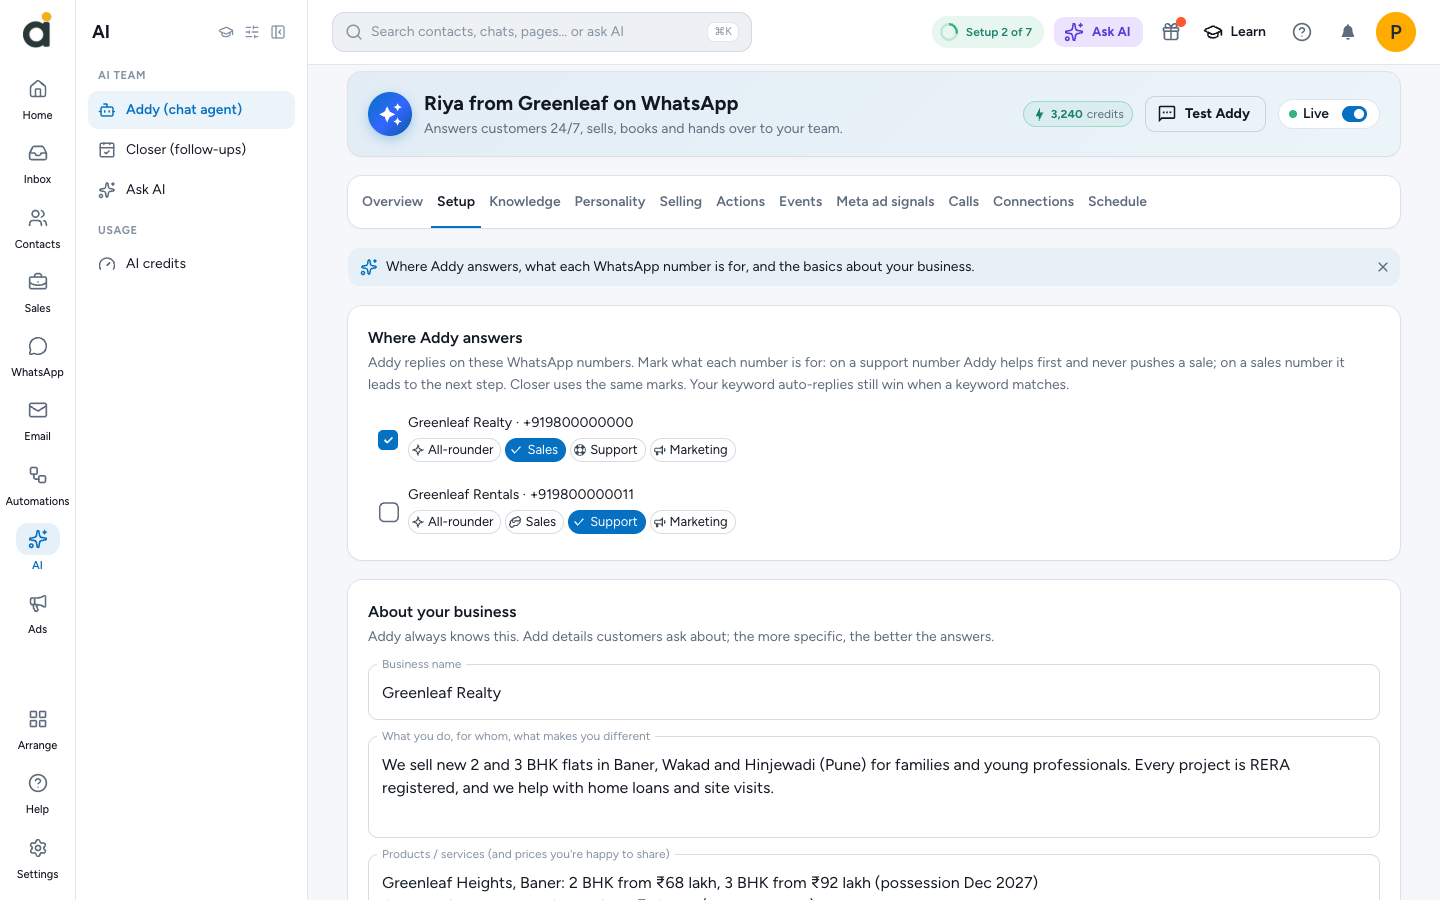 AI
Search contacts, chats, pages... or ask AI
⌘K
Setup 2 of 7
Ask AI
Learn
P
Home
Inbox
Contacts
Sales
WhatsApp
Email
Automations
AI
Ads
Arrange
Help
Settings
AI TEAM
Addy (chat agent)
Closer (follow-ups)
Ask AI
USAGE
AI credits
Riya from Greenleaf on WhatsApp
Answers customers 24/7, sells, books and hands over to your team.
3,240 credits
Test Addy
Live
Overview Setup Knowledge Personality Selling Actions Events Meta ad signals Calls Connections Schedule
Where Addy answers, what each WhatsApp number is for, and the basics about your business.
Where Addy answers
Addy replies on these WhatsApp numbers. Mark what each number is for: on a support number Addy helps first and never pushes a sale; on a sales number it
leads to the next step. Closer uses the same marks. Your keyword auto-replies still win when a keyword matches.
Greenleaf Realty · +919800000000
All-rounder Sales Support Marketing
Greenleaf Rentals · +919800000011
All-rounder Sales Support Marketing
About your business
Addy always knows this. Add details customers ask about; the more specific, the better the answers.
Business name
Greenleaf Realty
What you do, for whom, what makes you different
We sell new 2 and 3 BHK flats in Baner, Wakad and Hinjewadi (Pune) for families and young professionals. Every project is RERA
registered, and we help with home loans and site visits.
Products / services (and prices you're happy to share)
Greenleaf Heights, Baner: 2 BHK from ₹68 lakh, 3 BHK from ₹92 lakh (possession Dec 2027)